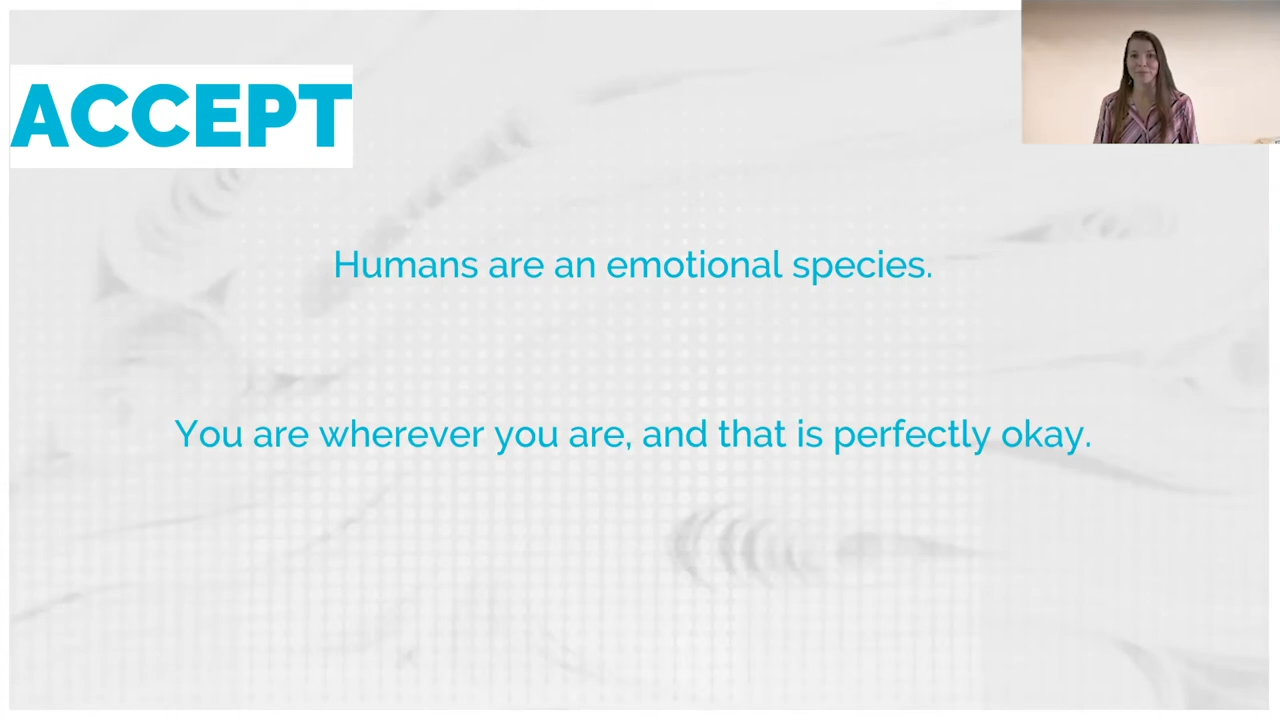 ACCEPT
Humans are an emotional species.
You are wherever you are, and that is perfectly okay.